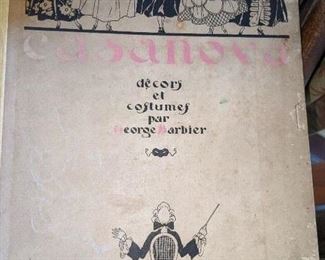 casanova
décors
et
costumes
par
George Barbier